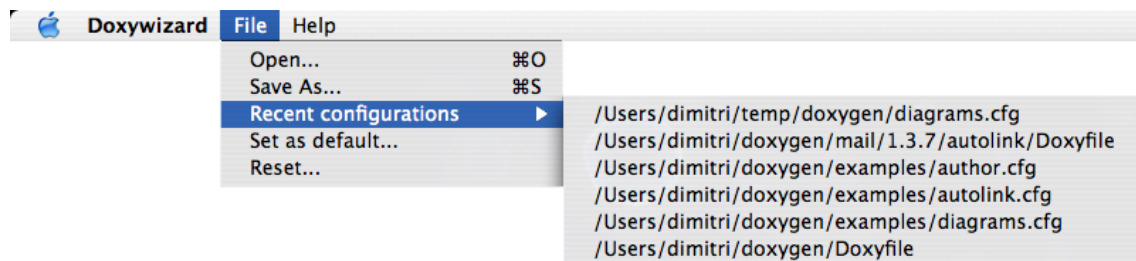 Doxywizard File Help
Open... ⌘O
Save As... ⌘S
Recent configurations ▶
Set as default...
Reset...
/Users/dimitri/temp/doxygen/diagrams.cfg
/Users/dimitri/doxygen/mail/1.3.7/autolink/Doxyfile
/Users/dimitri/doxygen/examples/author.cfg
/Users/dimitri/doxygen/examples/autolink.cfg
/Users/dimitri/doxygen/examples/diagrams.cfg
/Users/dimitri/doxygen/Doxyfile